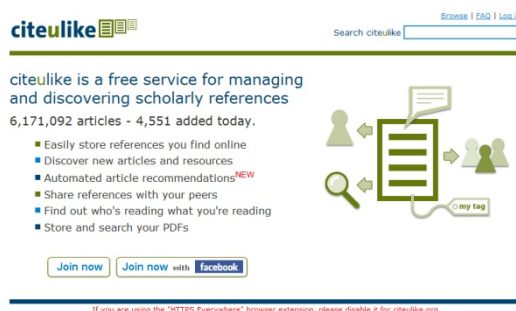 Browse | FAQ | Log
citeulike
Search citeulike
citeulike is a free service for managing
and discovering scholarly references
6,171,092 articles - 4,551 added today.
Easily store references you find online
Discover new articles and resources
Automated article recommendationsNEW
Share references with your peers
Find out who's reading what you're reading
Store and search your PDFs
my tag
Join now
Join now with facebook
If you are using the "HTTPS Everywhere" browser extension, please disable it for citeulike.org.